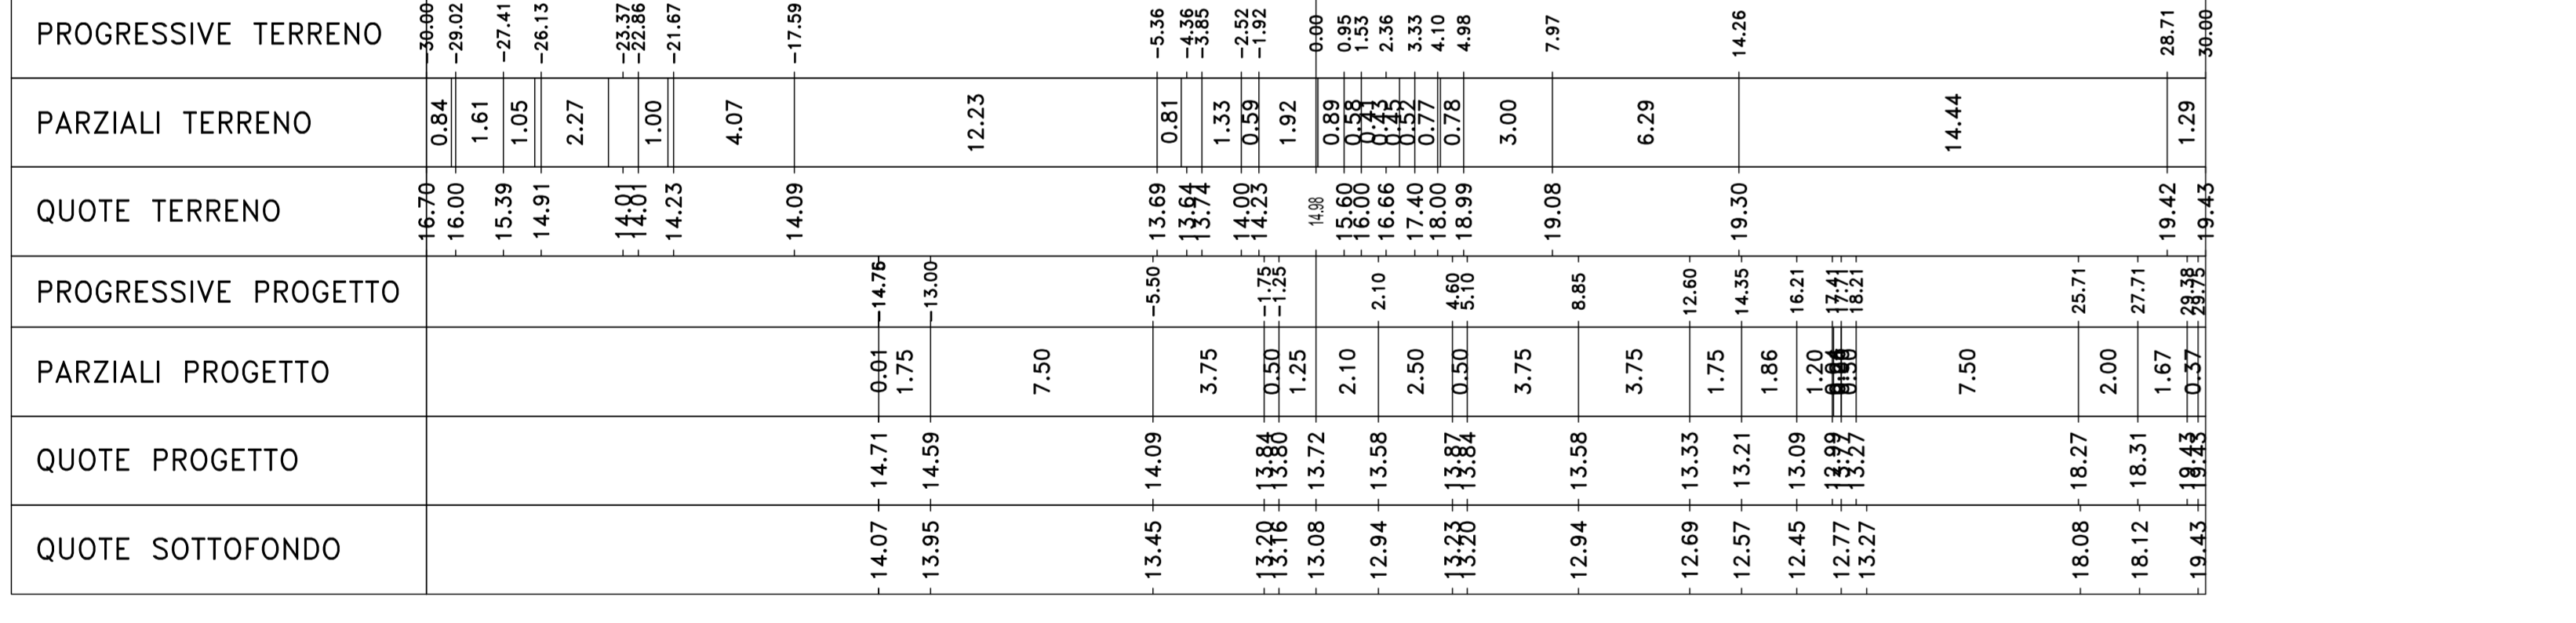 PROGRESSIVE TERRENO -30.00 -29.02 -27.41 -26.13 -23.37 -22.86 -21.67 -17.59 -5.36 -4.36 -3.85 -2.52 -1.92 0.00 0.95 1.53 2.36 3.33 4.10 4.98 7.97 14.26 28.71 30.00
PARZIALI TERRENO 0.84 1.61 1.05 2.27 1.00 4.07 12.23 0.81 1.33 0.59 1.92 0.89 0.58 0.41 0.43 0.45 0.52 0.77 0.78 3.00 6.29 14.44 1.29
QUOTE TERRENO 16.70 16.00 15.39 14.91 14.01 14.01 14.23 14.09 13.69 13.64 13.74 14.00 14.23 14.98 15.60 16.00 16.66 17.40 18.00 18.99 19.08 19.30 19.42 19.43
PROGRESSIVE PROGETTO -14.76 -13.00 -5.50 -1.75 -1.25 2.10 4.60 5.10 8.85 12.60 14.35 16.21 17.41 17.71 18.21 25.71 27.71 29.38 29.75
PARZIALI PROGETTO 0.01 1.75 7.50 3.75 0.50 1.25 2.10 2.50 0.50 3.75 3.75 1.75 1.86 1.20 0.50 7.50 2.00 1.67 0.37
QUOTE PROGETTO 14.71 14.59 14.09 13.84 13.80 13.72 13.58 13.87 13.84 13.58 13.33 13.21 13.09 12.99 13.27 18.27 18.31 19.43 19.43
QUOTE SOTTOFONDO 14.07 13.95 13.45 13.20 13.16 13.08 12.94 13.23 13.20 12.94 12.69 12.57 12.45 12.77 13.27 18.08 18.12 19.43